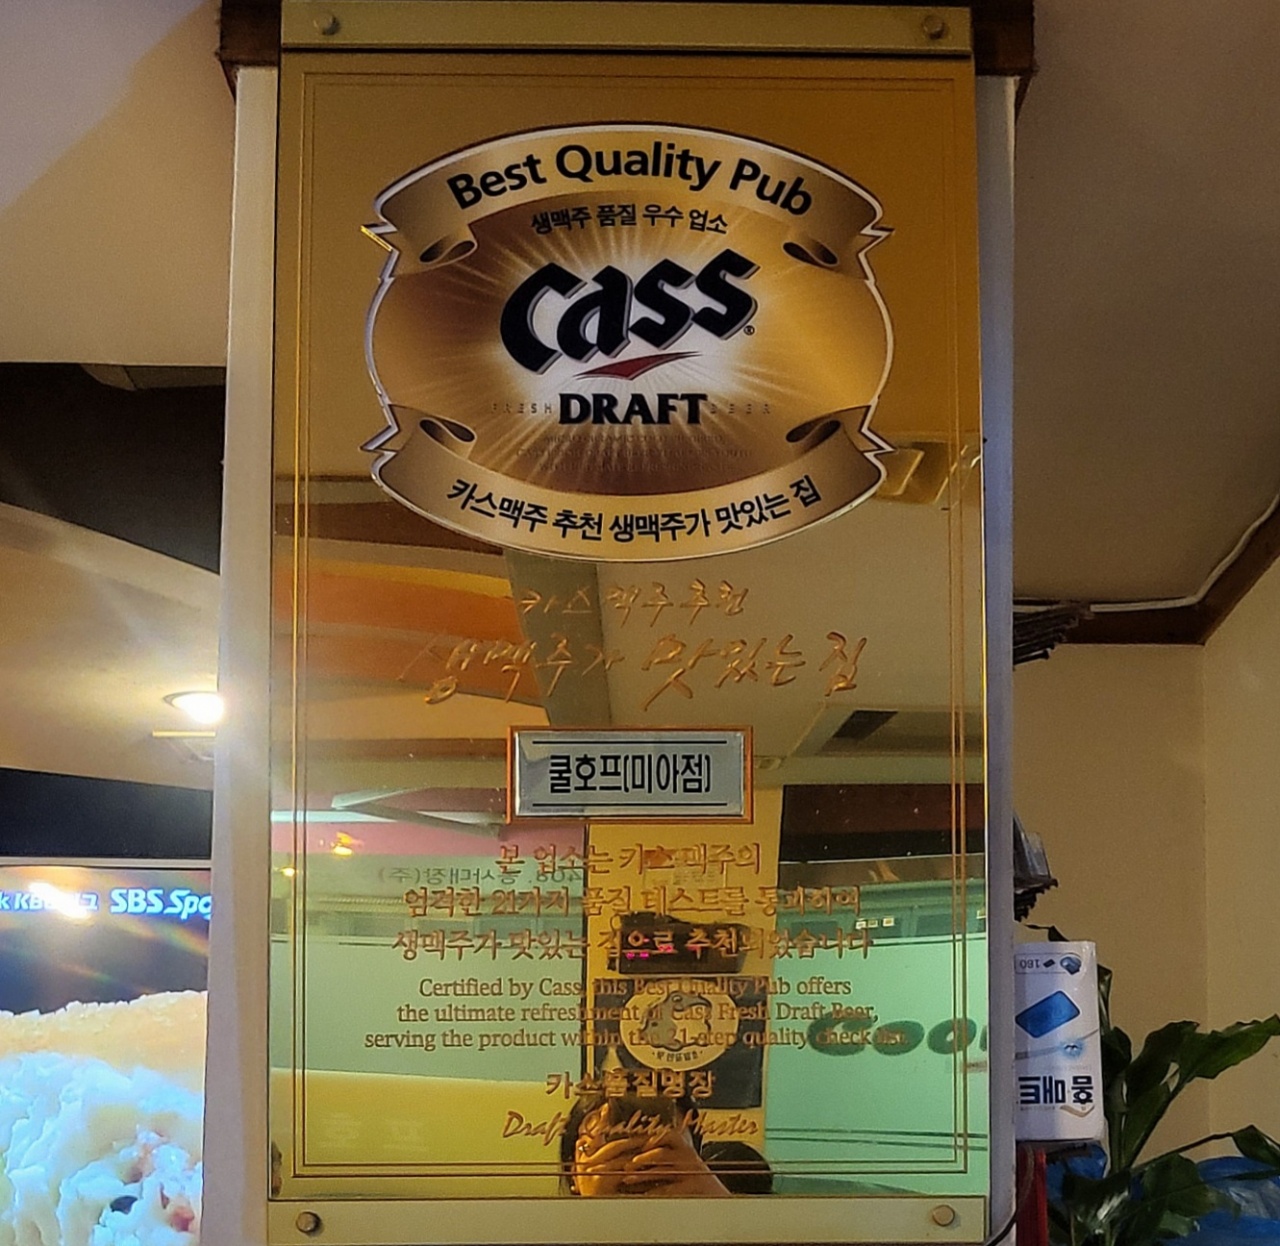 Best Quality Pub
생맥주 품질 우수 업소
Cass®
FRESH DRAFT BEER
카스맥주 추천 생맥주가 맛있는 집
카스맥주 추천
생맥주가 맛있는 집
쿨호프(미아점)
본 업소는 카스맥주의
엄격한 21가지 품질 테스트를 통과하여
생맥주가 맛있는 집으로 추천되었습니다
Certified by Cass, this Best Quality Pub offers
the ultimate refreshment of Cass Fresh Draft Beer,
serving the product within the 21-step quality check list.
카스품질명장
Draft Quality Master
SBS Spo